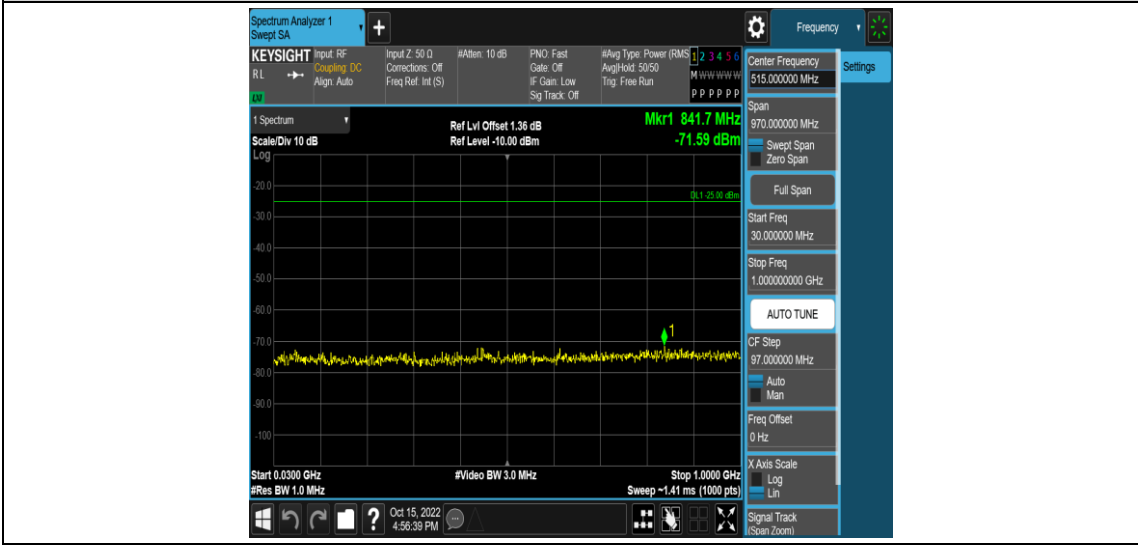 Spectrum Analyzer 1
Swept SA
+
Frequency
KEYSIGHT
RL
LXI
Input: RF
Coupling: DC
Align: Auto
Input Z: 50 Ω
Corrections: Off
Freq Ref: Int (S)
#Atten: 10 dB
PNO: Fast
Gate: Off
IF Gain: Low
Sig Track: Off
#Avg Type: Power (RMS
Avg|Hold: 50/50
Trig: Free Run
1 2 3 4 5 6
M W W W W W
P P P P P P
1 Spectrum
Scale/Div 10 dB
Log
Ref Lvl Offset 1.36 dB
Ref Level -10.00 dBm
Mkr1 841.7 MHz
-71.59 dBm
DL1 -25.00 dBm
-20.0
-30.0
-40.0
-50.0
-60.0
-70.0
-80.0
-90.0
-100
1
Start 0.0300 GHz
#Res BW 1.0 MHz
#Video BW 3.0 MHz
Stop 1.0000 GHz
Sweep ~1.41 ms (1000 pts)
Center Frequency
515.000000 MHz
Span
970.000000 MHz
Swept Span
Zero Span
Full Span
Start Freq
30.000000 MHz
Stop Freq
1.000000000 GHz
AUTO TUNE
CF Step
97.000000 MHz
Auto
Man
Freq Offset
0 Hz
X Axis Scale
Log
Lin
Signal Track
(Span Zoom)
Settings
?
Oct 15, 2022
4:56:39 PM